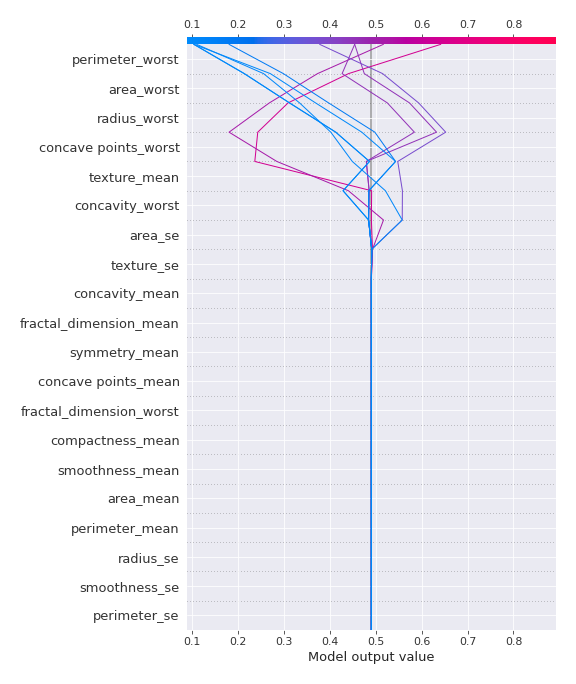 0.1 0.2 0.3 0.4 0.5 0.6 0.7 0.8
perimeter_worst
area_worst
radius_worst
concave points_worst
texture_mean
concavity_worst
area_se
texture_se
concavity_mean
fractal_dimension_mean
symmetry_mean
concave points_mean
fractal_dimension_worst
compactness_mean
smoothness_mean
area_mean
perimeter_mean
radius_se
smoothness_se
perimeter_se
0.1 0.2 0.3 0.4 0.5 0.6 0.7 0.8
Model output value